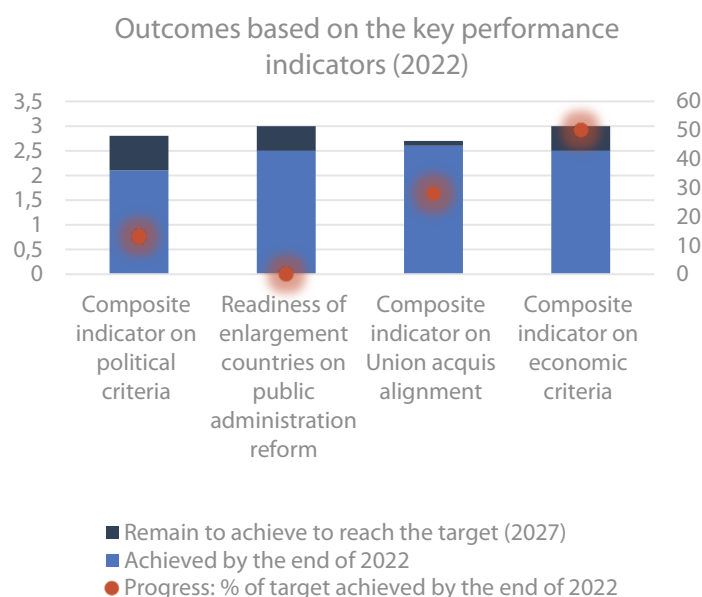 Outcomes based on the key performance
indicators (2022)
3,5
3
2,5
2
1,5
1
0,5
0
60
50
40
30
20
10
0
Composite
indicator on
political
criteria
Readiness of
enlargement
countries on
public
administration
reform
Composite
indicator on
Union acquis
alignment
Composite
indicator on
economic
criteria
Remain to achieve to reach the target (2027)
Achieved by the end of 2022
Progress: % of target achieved by the end of 2022